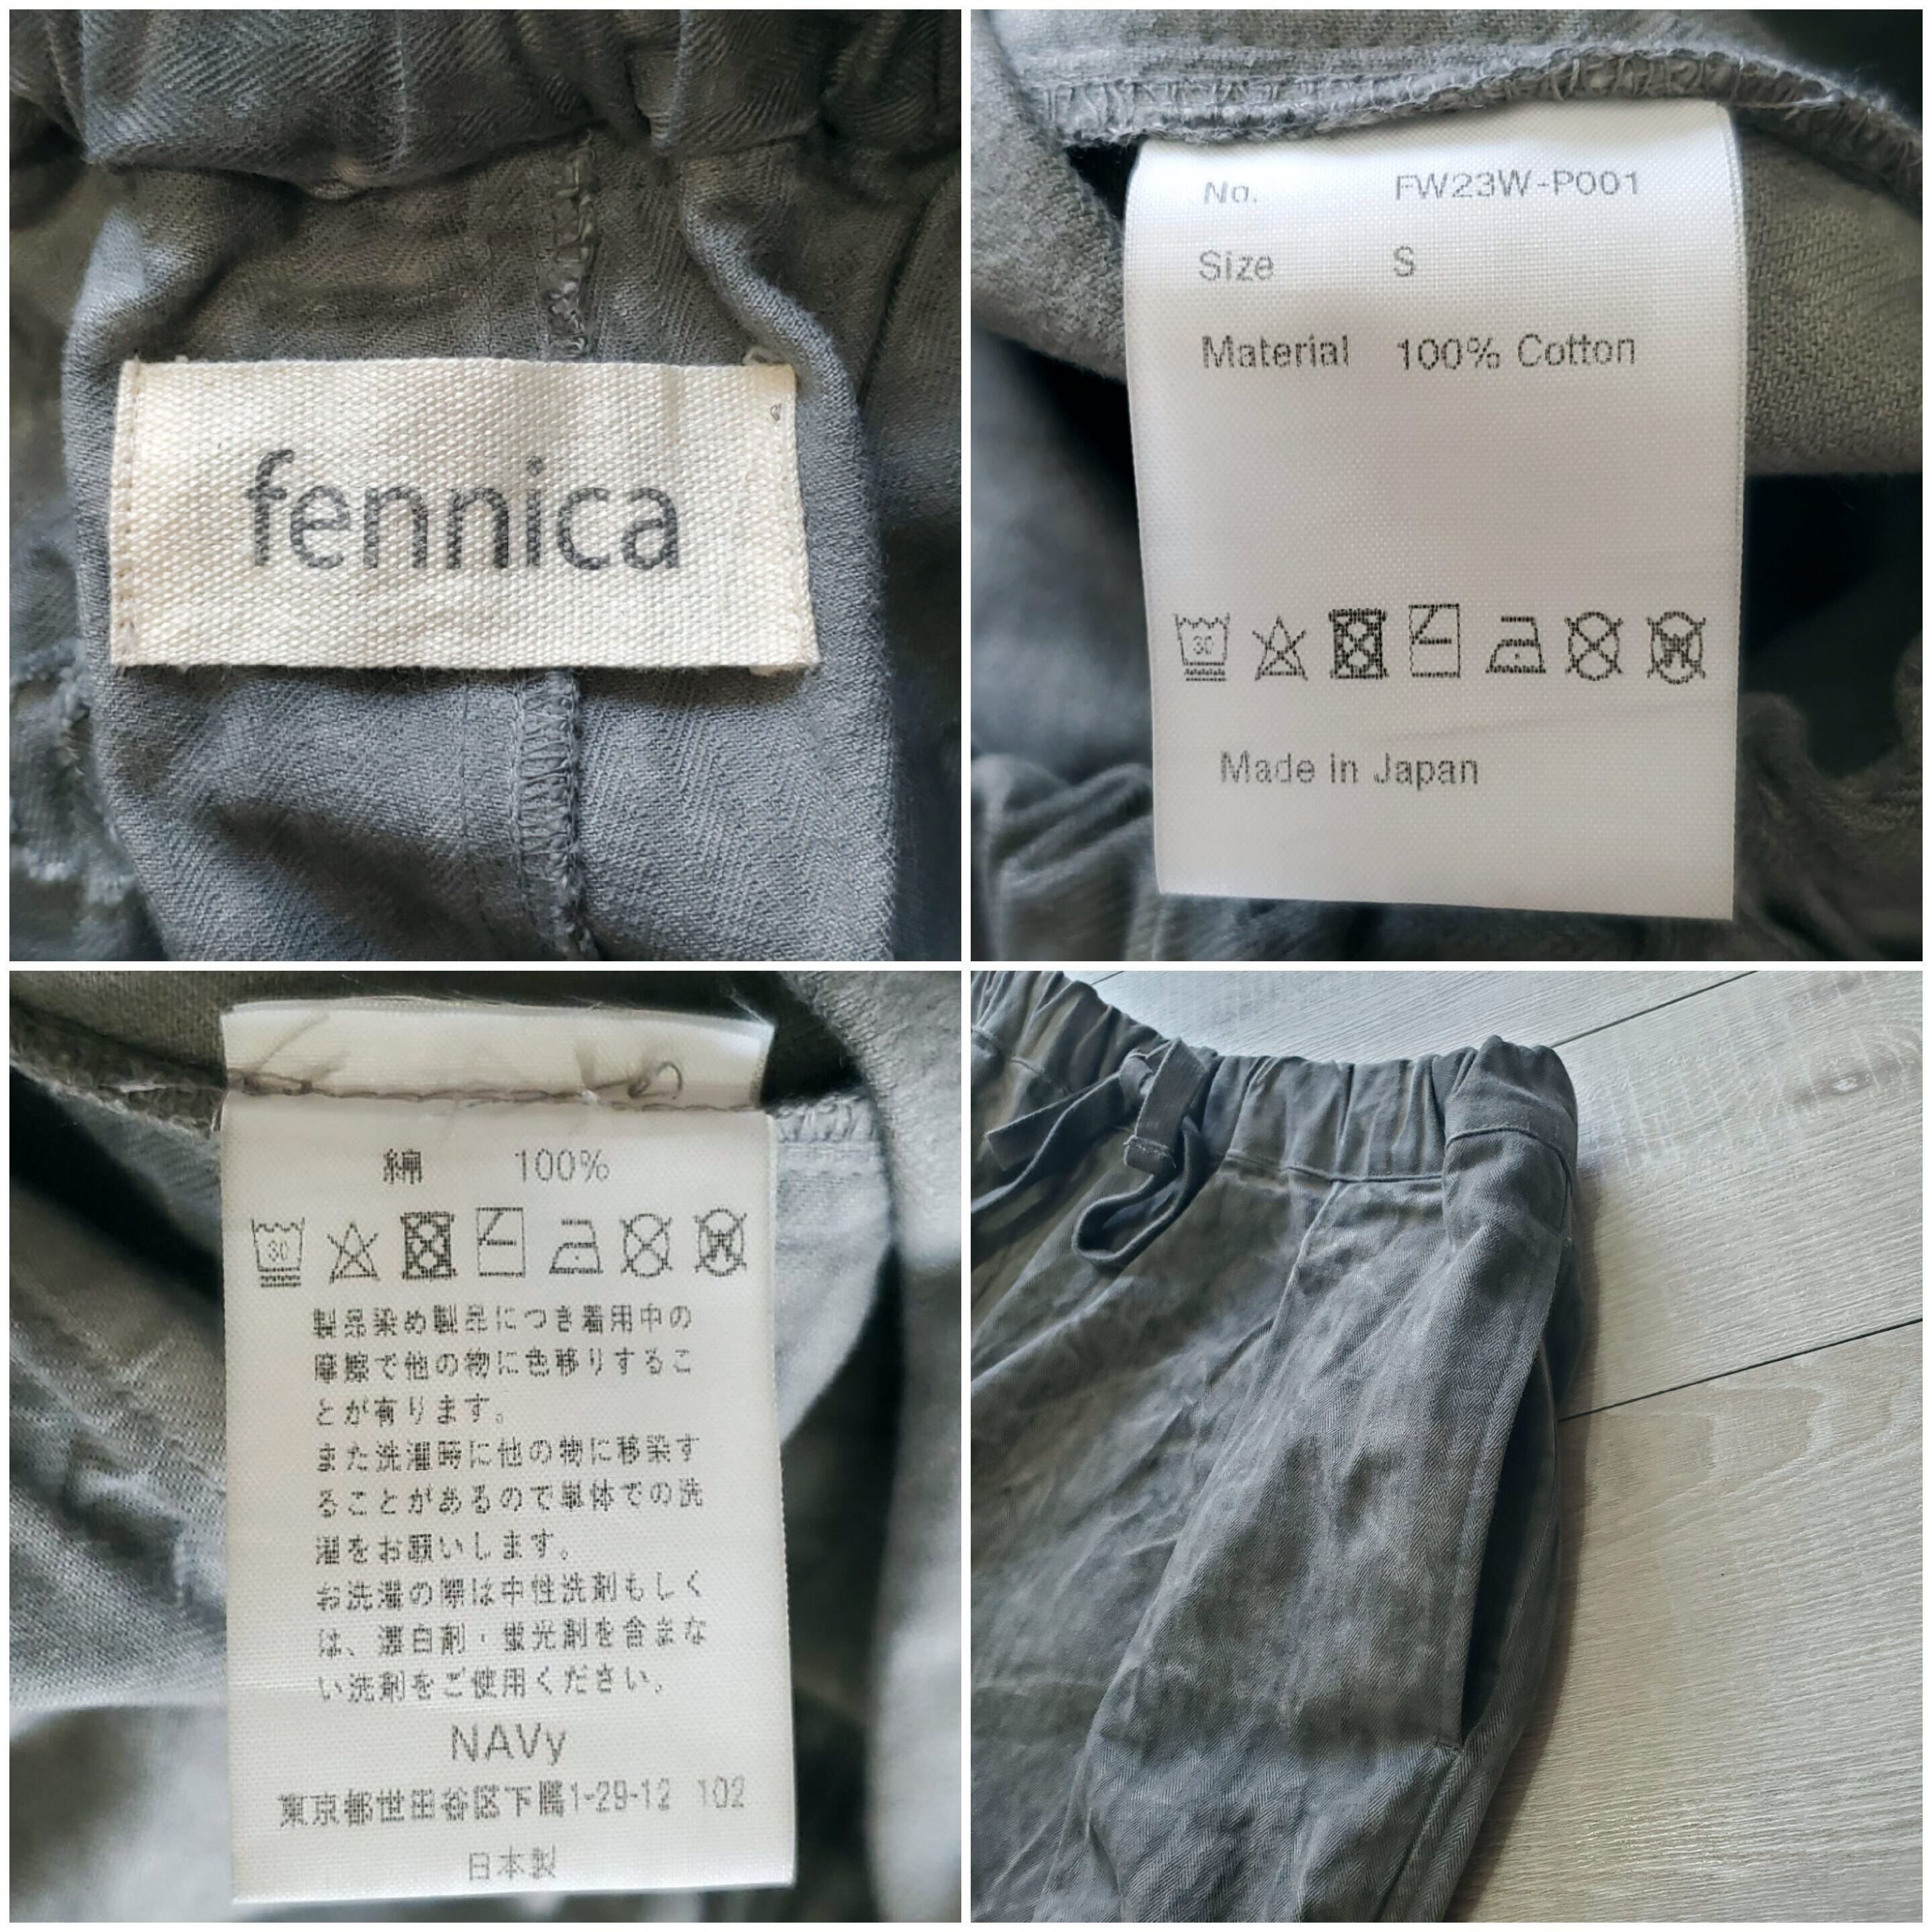 fennica
No. FW23W-P001
Size S
Material 100% Cotton
30
Made in Japan
綿 100%
30
製品染め製品につき着用中の
摩擦で他の物に色移りするこ
とが有ります。
また洗濯時に他の物に移染す
ることがあるので単体での洗
濯をお願いします。
お洗濯の際は中性洗剤もしく
は、漂白剤・蛍光剤を含まな
い洗剤をご使用ください。
NAVy
東京都世田谷区下馬1-29-12 102
日本製